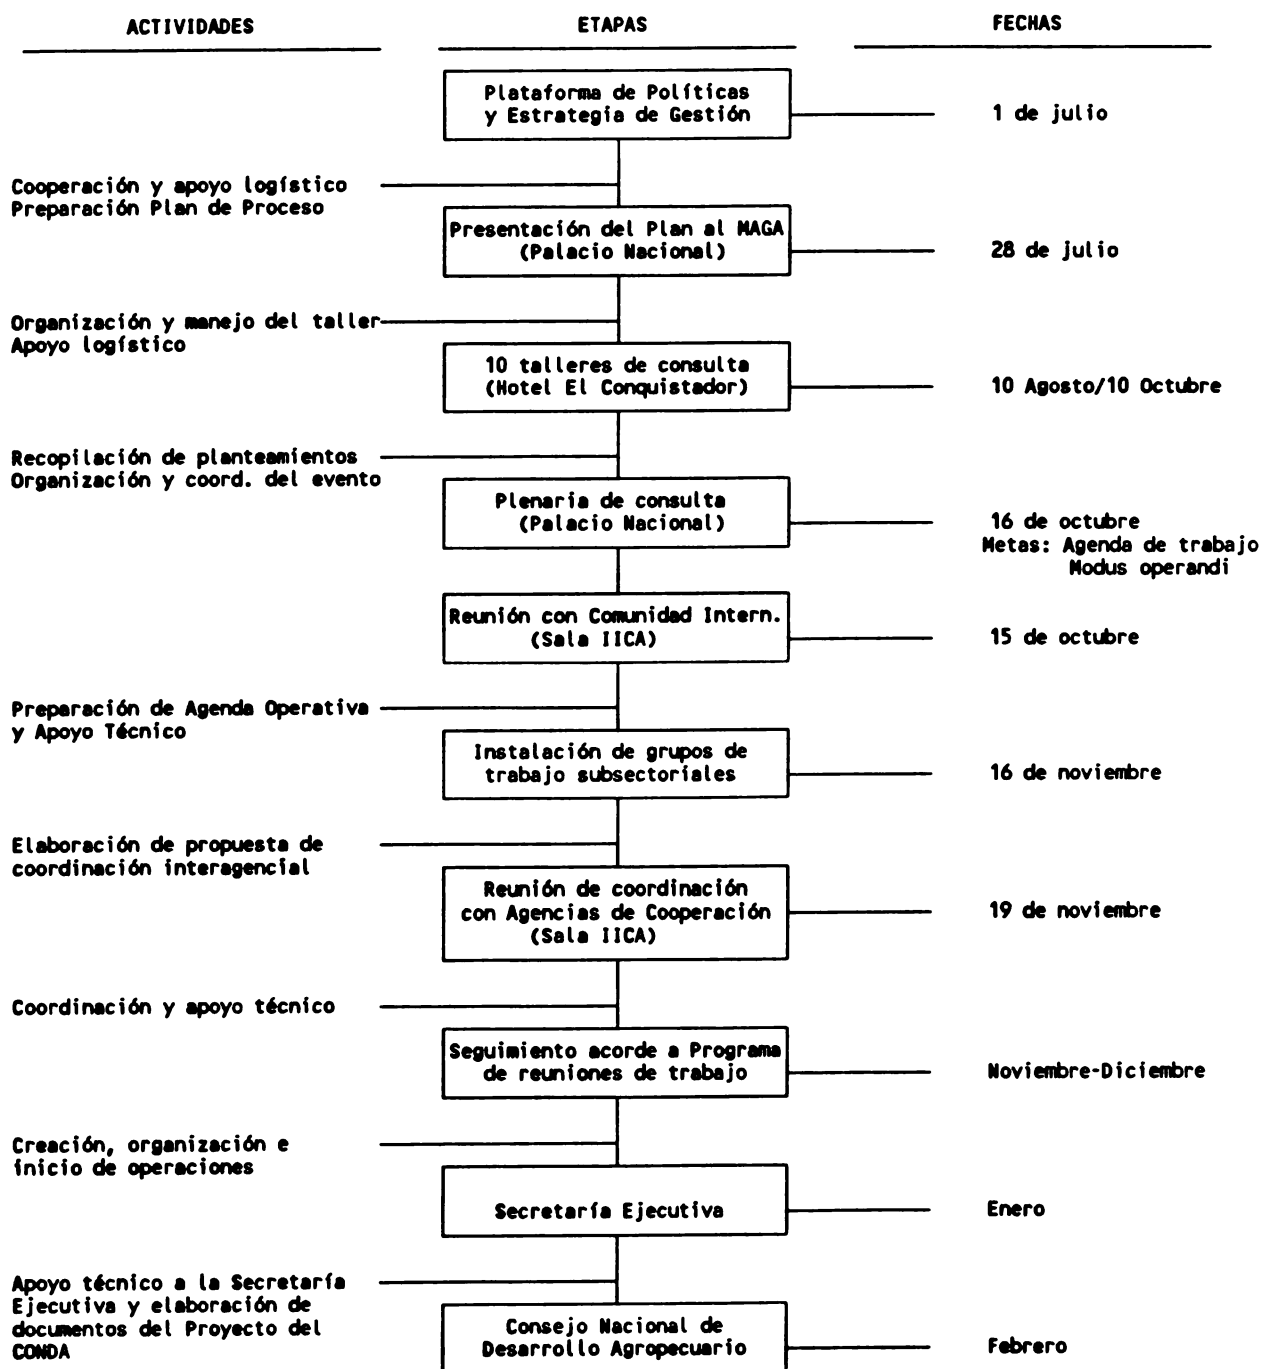 ACTIVIDADES
ETAPAS
FECHAS
Plataforma de Políticas
y Estrategia de Gestión
1 de julio
Cooperación y apoyo logístico
Preparación Plan de Proceso
Presentación del Plan al MAGA
(Palacio Nacional)
28 de julio
Organización y manejo del taller
Apoyo logístico
10 talleres de consulta
(Hotel El Conquistador)
10 Agosto/10 Octubre
Recopilación de planteamientos
Organización y coord. del evento
Plenaria de consulta
(Palacio Nacional)
16 de octubre
Metas: Agenda de trabajo
Modus operandi
Reunión con Comunidad Intern.
(Sala IICA)
15 de octubre
Preparación de Agenda Operativa
y Apoyo Técnico
Instalación de grupos de
trabajo subsectoriales
16 de noviembre
Elaboración de propuesta de
coordinación interagencial
Reunión de coordinación
con Agencias de Cooperación
(Sala IICA)
19 de noviembre
Coordinación y apoyo técnico
Seguimiento acorde a Programa
de reuniones de trabajo
Noviembre-Diciembre
Creación, organización e
inicio de operaciones
Secretaría Ejecutiva
Enero
Apoyo técnico a la Secretaría
Ejecutiva y elaboración de
documentos del Proyecto del
CONDA
Consejo Nacional de
Desarrollo Agropecuario
Febrero